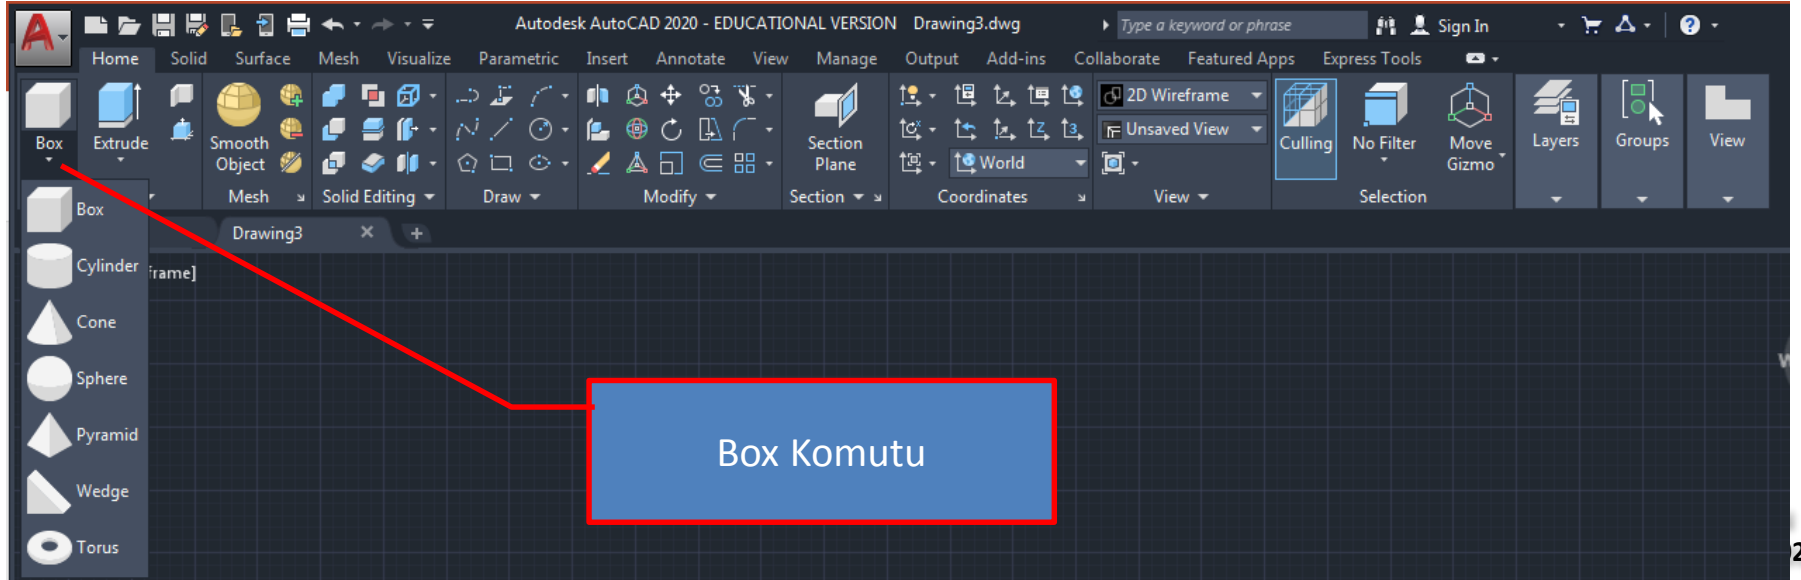 Autodesk AutoCAD 2020 - EDUCATIONAL VERSION Drawing3.dwg Type a keyword or phrase Sign In
Home Solid Surface Mesh Visualize Parametric Insert Annotate View Manage Output Add-ins Collaborate Featured Apps Express Tools
Box Extrude Smooth Object Section Plane 2D Wireframe Unsaved View World Culling No Filter Move Gizmo Layers Groups View
Mesh Solid Editing Draw Modify Section Coordinates View Selection
Drawing3
frame]
Box
Cylinder
Cone
Sphere
Pyramid
Wedge
Torus
Box Komutu